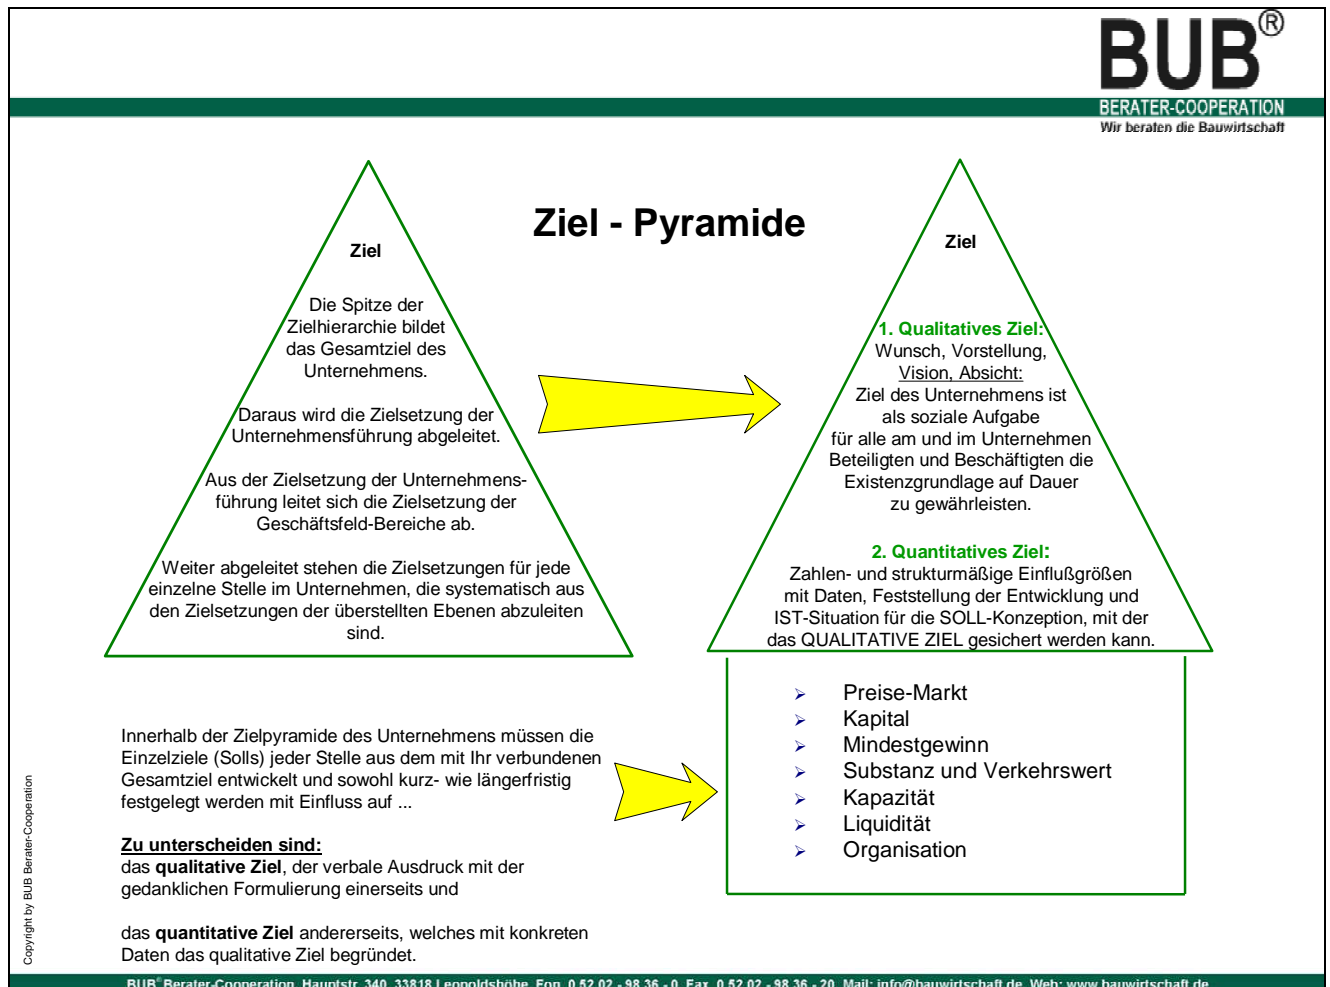 BUB®
BERATER-COOPERATION
Wir beraten die Bauwirtschaft
Ziel - Pyramide
Ziel
Die Spitze der
Zielhierarchie bildet
das Gesamtziel des
Unternehmens.
Daraus wird die Zielsetzung der
Unternehmensführung abgeleitet.
Aus der Zielsetzung der Unternehmens-
führung leitet sich die Zielsetzung der
Geschäftsfeld-Bereiche ab.
Weiter abgeleitet stehen die Zielsetzungen für jede
einzelne Stelle im Unternehmen, die systematisch aus
den Zielsetzungen der überstellten Ebenen abzuleiten
sind.
Ziel
1. Qualitatives Ziel:
Wunsch, Vorstellung,
Vision, Absicht:
Ziel des Unternehmens ist
als soziale Aufgabe
für alle am und im Unternehmen
Beteiligten und Beschäftigten die
Existenzgrundlage auf Dauer
zu gewährleisten.
2. Quantitatives Ziel:
Zahlen- und strukturmäßige Einflußgrößen
mit Daten, Feststellung der Entwicklung und
IST-Situation für die SOLL-Konzeption, mit der
das QUALITATIVE ZIEL gesichert werden kann.
Innerhalb der Zielpyramide des Unternehmens müssen die
Einzelziele (Solls) jeder Stelle aus dem mit Ihr verbundenen
Gesamtziel entwickelt und sowohl kurz- wie längerfristig
festgelegt werden mit Einfluss auf ...
Zu unterscheiden sind:
das qualitative Ziel, der verbale Ausdruck mit der
gedanklichen Formulierung einerseits und
das quantitative Ziel andererseits, welches mit konkreten
Daten das qualitative Ziel begründet.
➢ Preise-Markt
➢ Kapital
➢ Mindestgewinn
➢ Substanz und Verkehrswert
➢ Kapazität
➢ Liquidität
➢ Organisation
Copyright by BUB Berater-Cooperation
BUB® Berater-Cooperation, Hauptstr. 340, 33818 Leopoldshöhe, Fon 0 52 02 - 98 36 - 0, Fax 0 52 02 - 98 36 - 20, Mail: info@bauwirtschaft.de, Web: www.bauwirtschaft.de